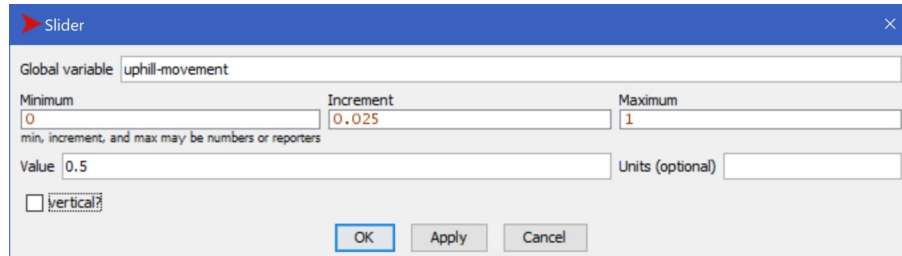 Slider
Global variable uphill-movement
Minimum Increment Maximum
0 0.025 1
min, increment, and max may be numbers or reporters
Value 0.5 Units (optional)
vertical?
OK Apply Cancel